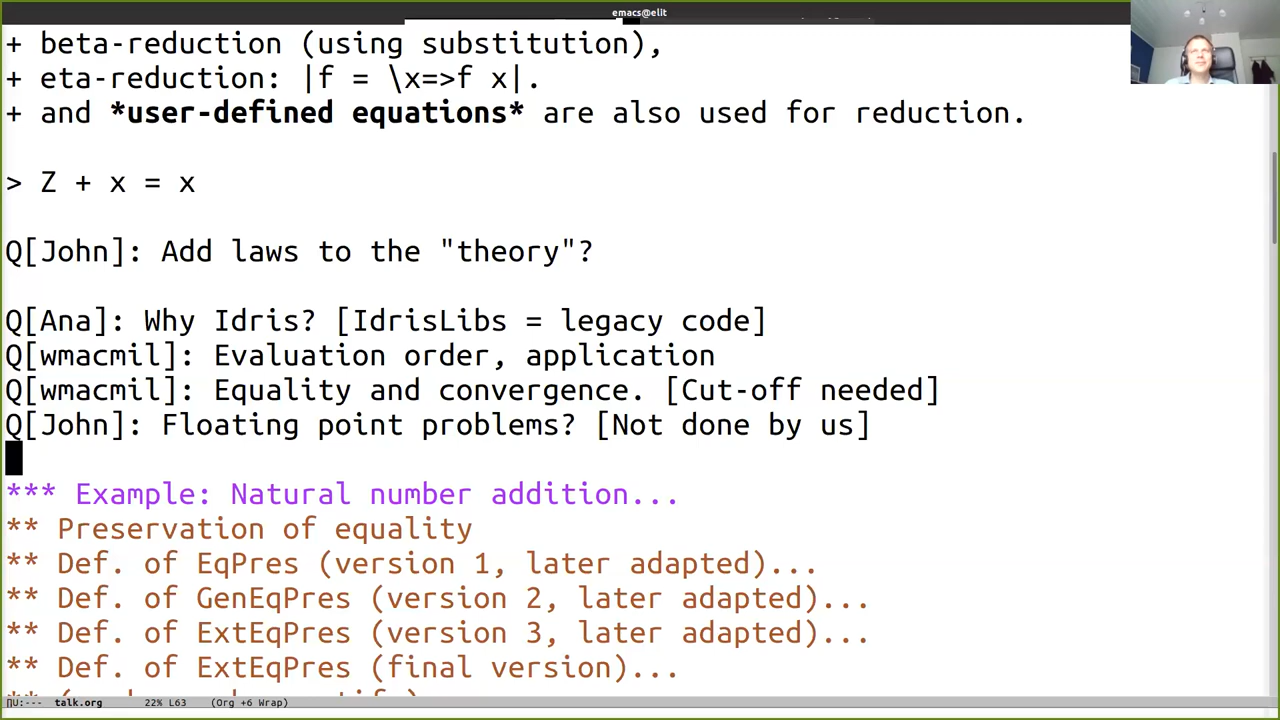 emacs@elit
+ beta-reduction (using substitution),
+ eta-reduction: |f = \x=>f x|.
+ and *user-defined equations* are also used for reduction.
> Z + x = x
Q[John]: Add laws to the "theory"?
Q[Ana]: Why Idris? [IdrisLibs = legacy code]
Q[wmacmil]: Evaluation order, application
Q[wmacmil]: Equality and convergence. [Cut-off needed]
Q[John]: Floating point problems? [Not done by us]
*** Example: Natural number addition...
** Preservation of equality
** Def. of EqPres (version 1, later adapted)...
** Def. of GenEqPres (version 2, later adapted)...
** Def. of ExtEqPres (version 3, later adapted)...
** Def. of ExtEqPres (final version)...
U:--- talk.org 22% L63 (Org +6 Wrap)